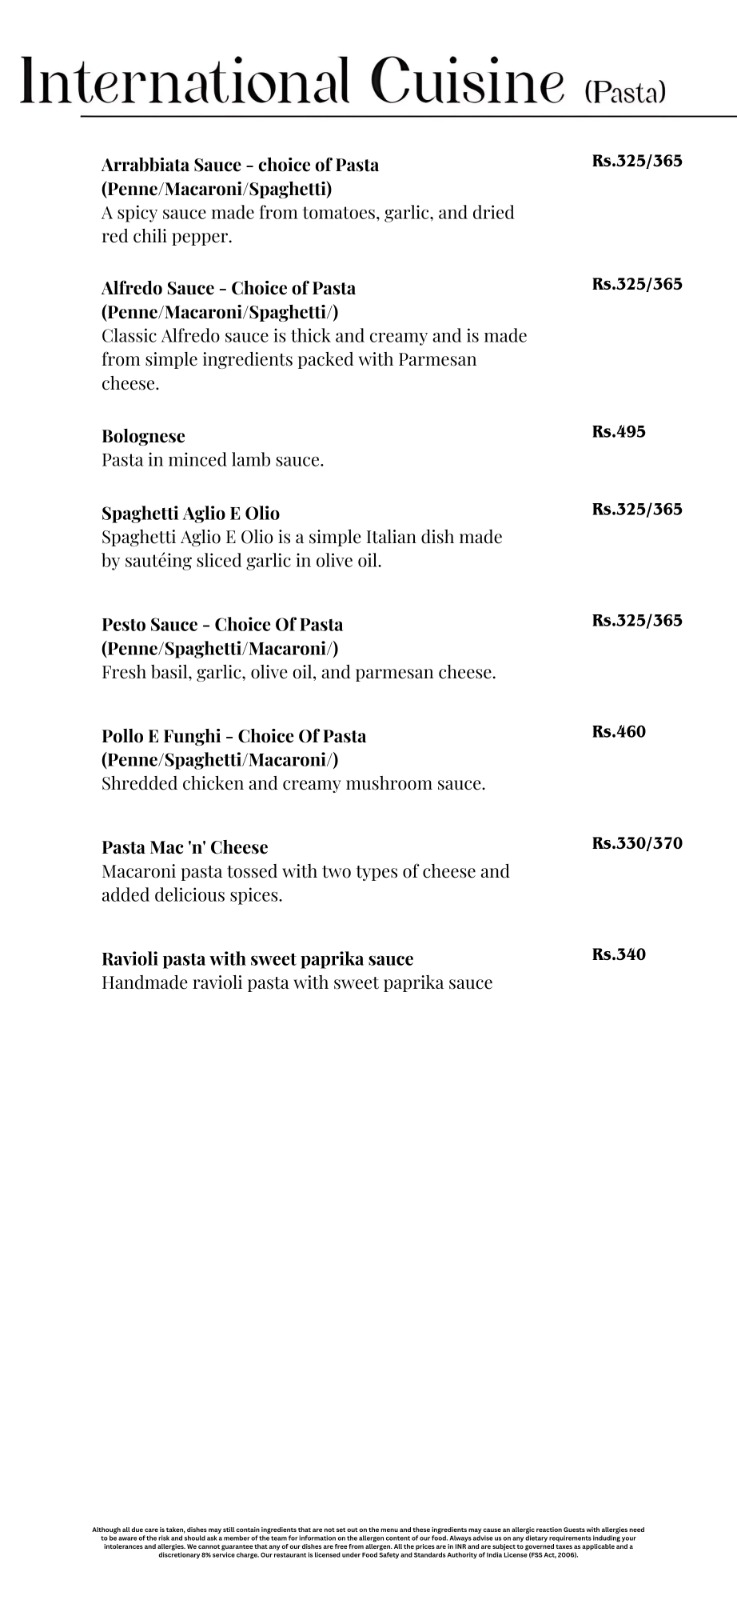 International Cuisine (Pasta)
Arrabbiata Sauce - choice of Pasta
(Penne/Macaroni/Spaghetti)
Rs.325/365
A spicy sauce made from tomatoes, garlic, and dried
red chili pepper.
Alfredo Sauce - Choice of Pasta
(Penne/Macaroni/Spaghetti/)
Rs.325/365
Classic Alfredo sauce is thick and creamy and is made
from simple ingredients packed with Parmesan
cheese.
Bolognese
Rs.495
Pasta in minced lamb sauce.
Spaghetti Aglio E Olio
Rs.325/365
Spaghetti Aglio E Olio is a simple Italian dish made
by sautéing sliced garlic in olive oil.
Pesto Sauce - Choice Of Pasta
(Penne/Spaghetti/Macaroni/)
Rs.325/365
Fresh basil, garlic, olive oil, and parmesan cheese.
Pollo E Funghi - Choice Of Pasta
(Penne/Spaghetti/Macaroni/)
Rs.460
Shredded chicken and creamy mushroom sauce.
Pasta Mac 'n' Cheese
Rs.330/370
Macaroni pasta tossed with two types of cheese and
added delicious spices.
Ravioli pasta with sweet paprika sauce
Rs.340
Handmade ravioli pasta with sweet paprika sauce
Although all due care is taken, dishes may still contain ingredients that are not set out on the menu and these ingredients may cause an allergic reaction Guests with allergies need
to be aware of the risk and should ask a member of the team for information on the allergen content of our food. Always advise us on any dietary requirements including your
intolerances and allergies. We cannot guarantee that any of our dishes are free from allergen. All the prices are in INR and are subject to governed taxes as applicable and a
discretionary 8% service charge. Our restaurant is licensed under Food Safety and Standards Authority of India License (FSS Act, 2006).